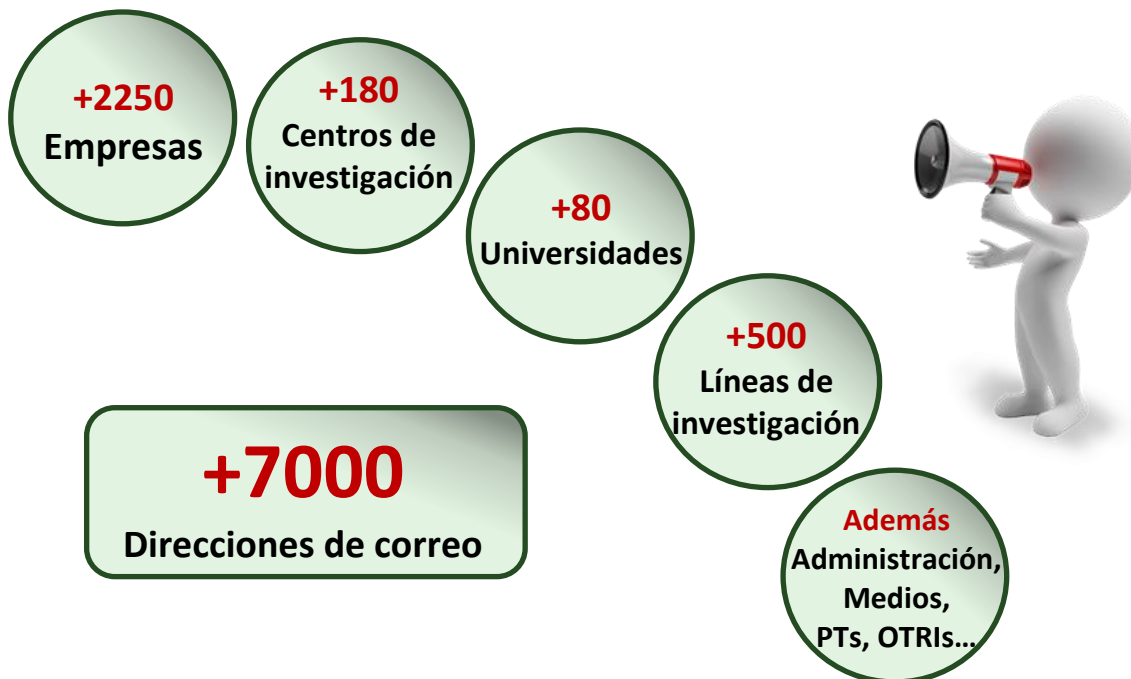 +2250
Empresas
+180
Centros de
investigación
+80
Universidades
+500
Líneas de
investigación
+7000
Direcciones de correo
Además
Administración,
Medios,
PTs, OTRIs…